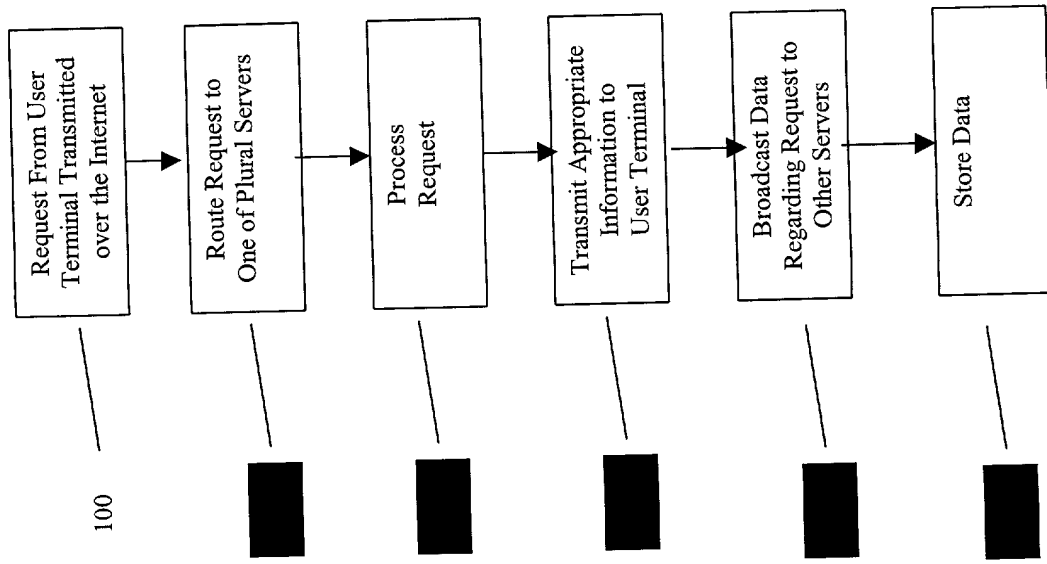 100
Request From User
Terminal Transmitted
over the Internet
Route Request to
One of Plural Servers
Process
Request
Transmit Appropriate
Information to
User Terminal
Broadcast Data
Regarding Request to
Other Servers
Store Data